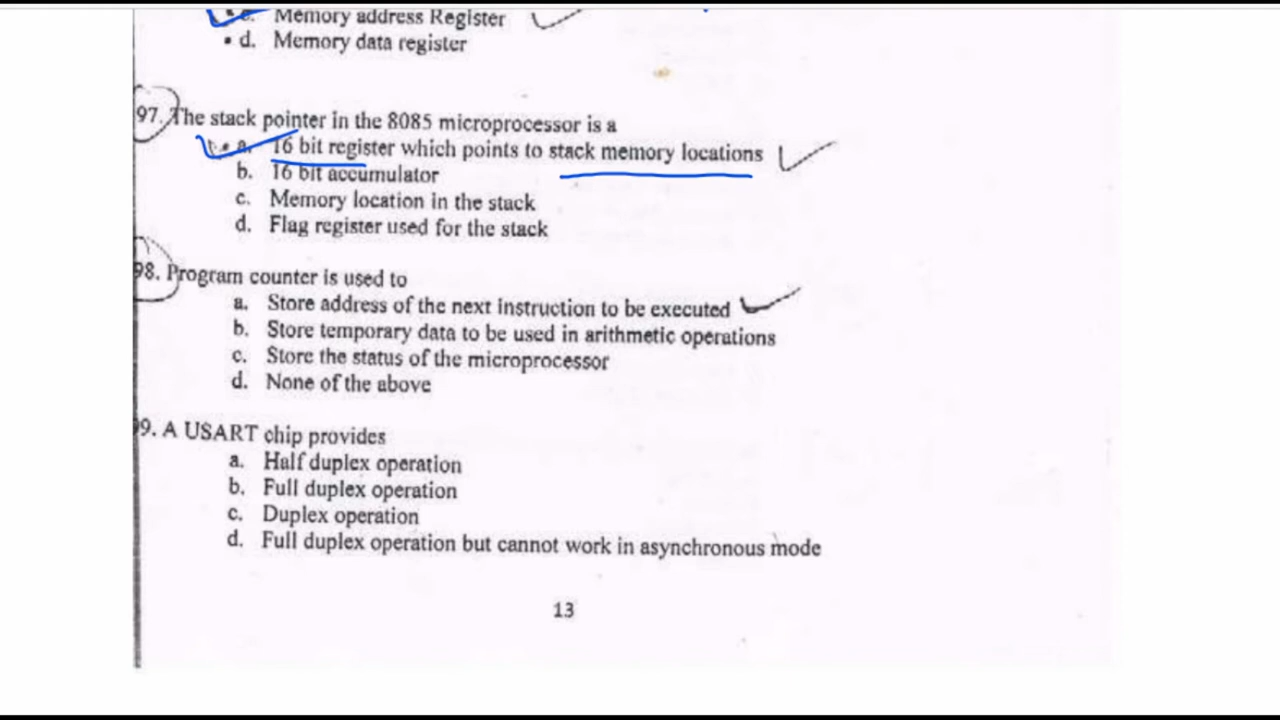 c. Memory address Register
• d. Memory data register
97. The stack pointer in the 8085 microprocessor is a
a. 16 bit register which points to stack memory locations
b. 16 bit accumulator
c. Memory location in the stack
d. Flag register used for the stack
98. Program counter is used to
a. Store address of the next instruction to be executed
b. Store temporary data to be used in arithmetic operations
c. Store the status of the microprocessor
d. None of the above
99. A USART chip provides
a. Half duplex operation
b. Full duplex operation
c. Duplex operation
d. Full duplex operation but cannot work in asynchronous mode
13